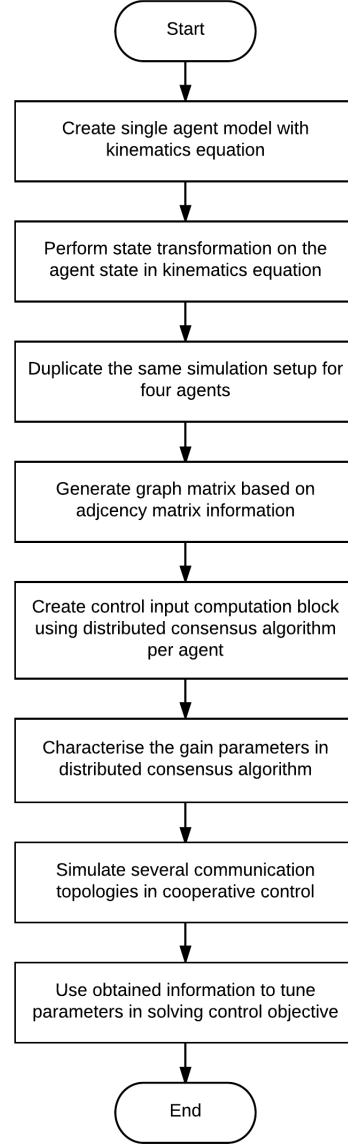 Start
Create single agent model with
kinematics equation
Perform state transformation on the
agent state in kinematics equation
Duplicate the same simulation setup for
four agents
Generate graph matrix based on
adjcency matrix information
Create control input computation block
using distributed consensus algorithm
per agent
Characterise the gain parameters in
distributed consensus algorithm
Simulate several communication
topologies in cooperative control
Use obtained information to tune
parameters in solving control objective
End